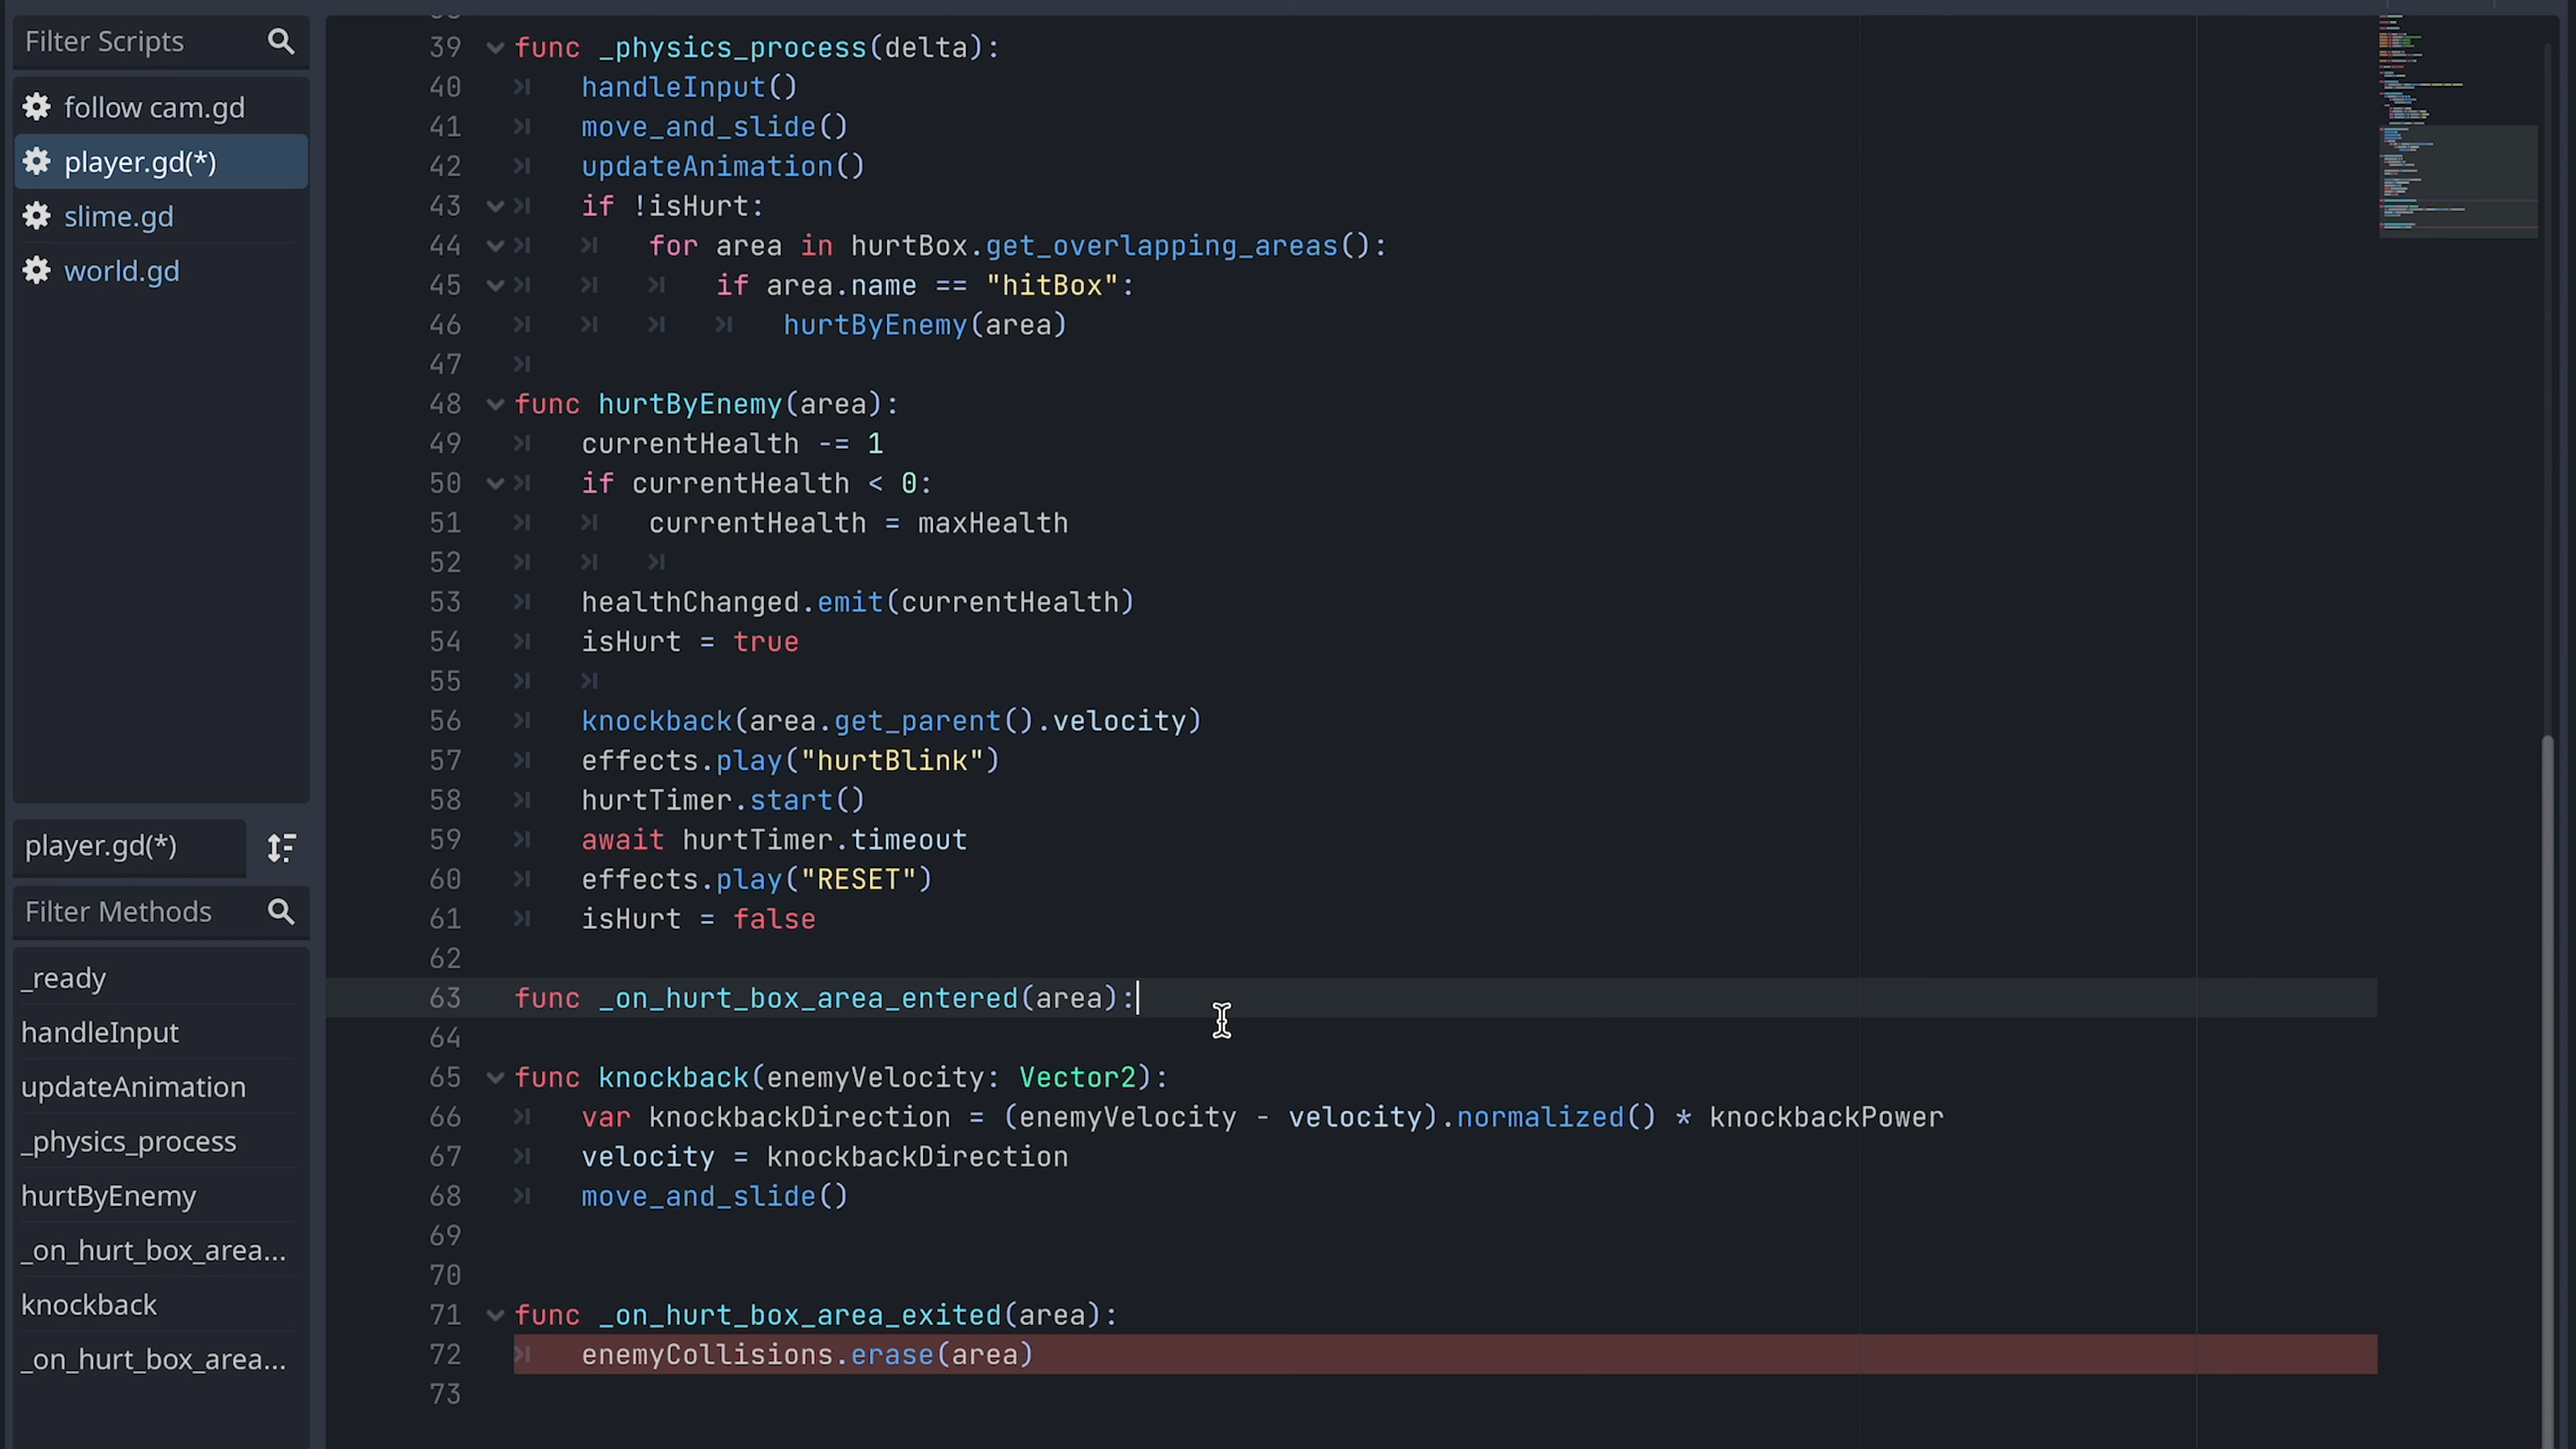 Filter Scripts
follow cam.gd
player.gd(*)
slime.gd
world.gd
player.gd(*)
Filter Methods
_ready
handleInput
updateAnimation
_physics_process
hurtByEnemy
_on_hurt_box_area...
knockback
_on_hurt_box_area...
39 func _physics_process(delta):
40 handleInput()
41 move_and_slide()
42 updateAnimation()
43 if !isHurt:
44 for area in hurtBox.get_overlapping_areas():
45 if area.name == "hitBox":
46 hurtByEnemy(area)
47
48 func hurtByEnemy(area):
49 currentHealth -= 1
50 if currentHealth < 0:
51 currentHealth = maxHealth
52
53 healthChanged.emit(currentHealth)
54 isHurt = true
55
56 knockback(area.get_parent().velocity)
57 effects.play("hurtBlink")
58 hurtTimer.start()
59 await hurtTimer.timeout
60 effects.play("RESET")
61 isHurt = false
62
63 func _on_hurt_box_area_entered(area):
64
65 func knockback(enemyVelocity: Vector2):
66 var knockbackDirection = (enemyVelocity - velocity).normalized() * knockbackPower
67 velocity = knockbackDirection
68 move_and_slide()
69
70
71 func _on_hurt_box_area_exited(area):
72 enemyCollisions.erase(area)
73